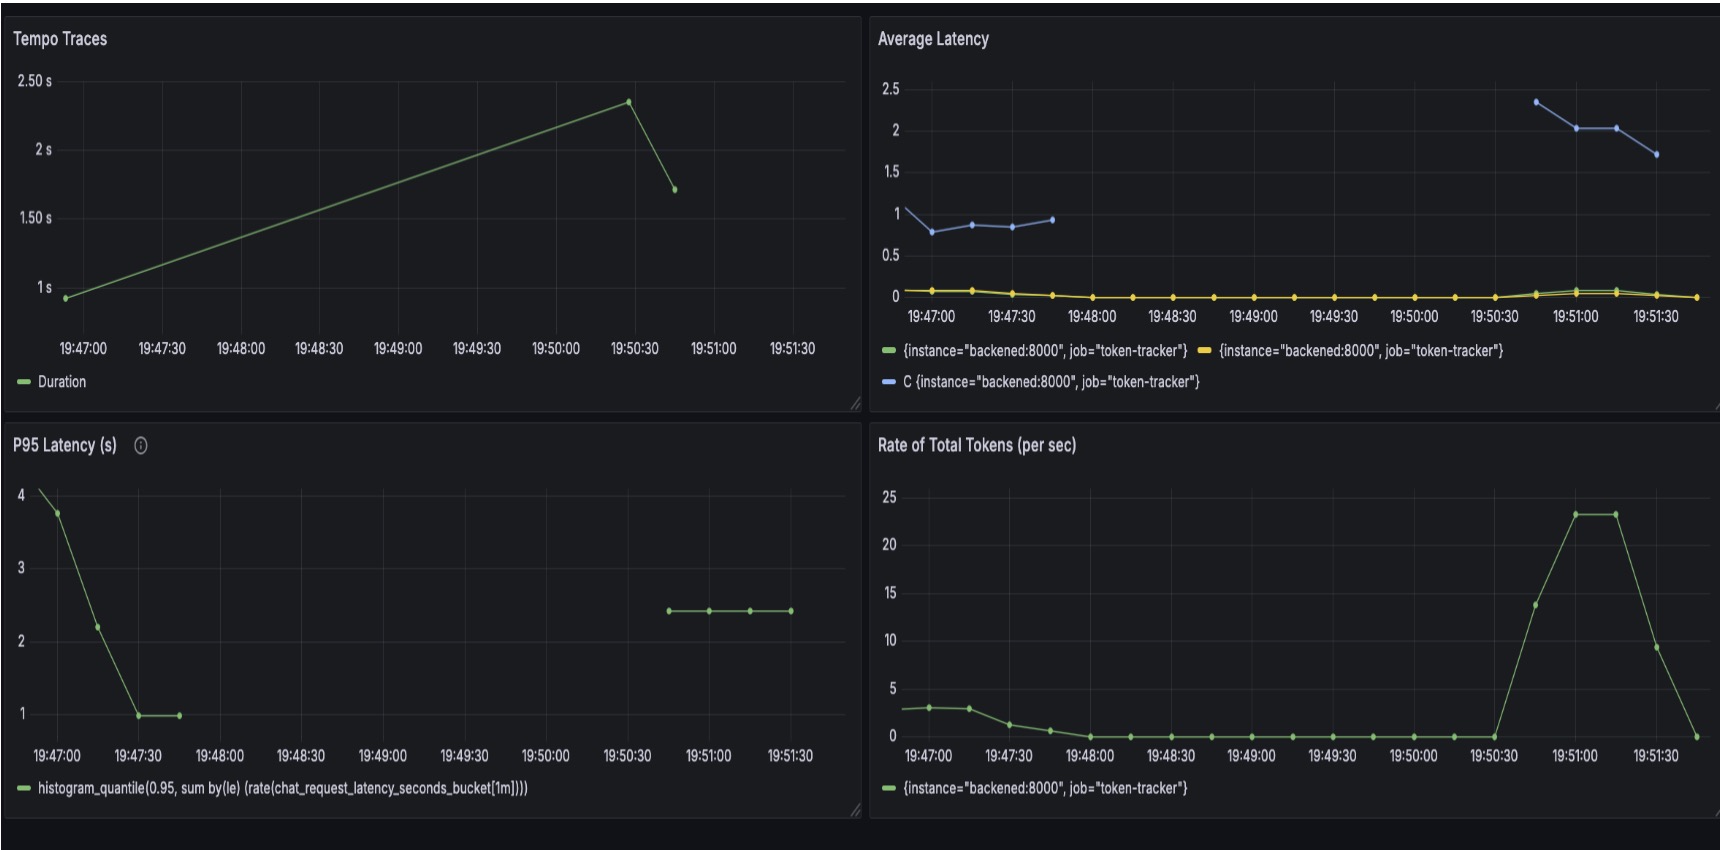 Tempo Traces
2.50 s
2 s
1.50 s
1 s
19:47:00 19:47:30 19:48:00 19:48:30 19:49:00 19:49:30 19:50:00 19:50:30 19:51:00 19:51:30
Duration
Average Latency
2.5
2
1.5
1
0.5
0
19:47:00 19:47:30 19:48:00 19:48:30 19:49:00 19:49:30 19:50:00 19:50:30 19:51:00 19:51:30
{instance="backened:8000", job="token-tracker"} {instance="backened:8000", job="token-tracker"}
C {instance="backened:8000", job="token-tracker"}
P95 Latency (s)
4
3
2
1
19:47:00 19:47:30 19:48:00 19:48:30 19:49:00 19:49:30 19:50:00 19:50:30 19:51:00 19:51:30
histogram_quantile(0.95, sum by(le) (rate(chat_request_latency_seconds_bucket[1m])))
Rate of Total Tokens (per sec)
25
20
15
10
5
0
19:47:00 19:47:30 19:48:00 19:48:30 19:49:00 19:49:30 19:50:00 19:50:30 19:51:00 19:51:30
{instance="backened:8000", job="token-tracker"}